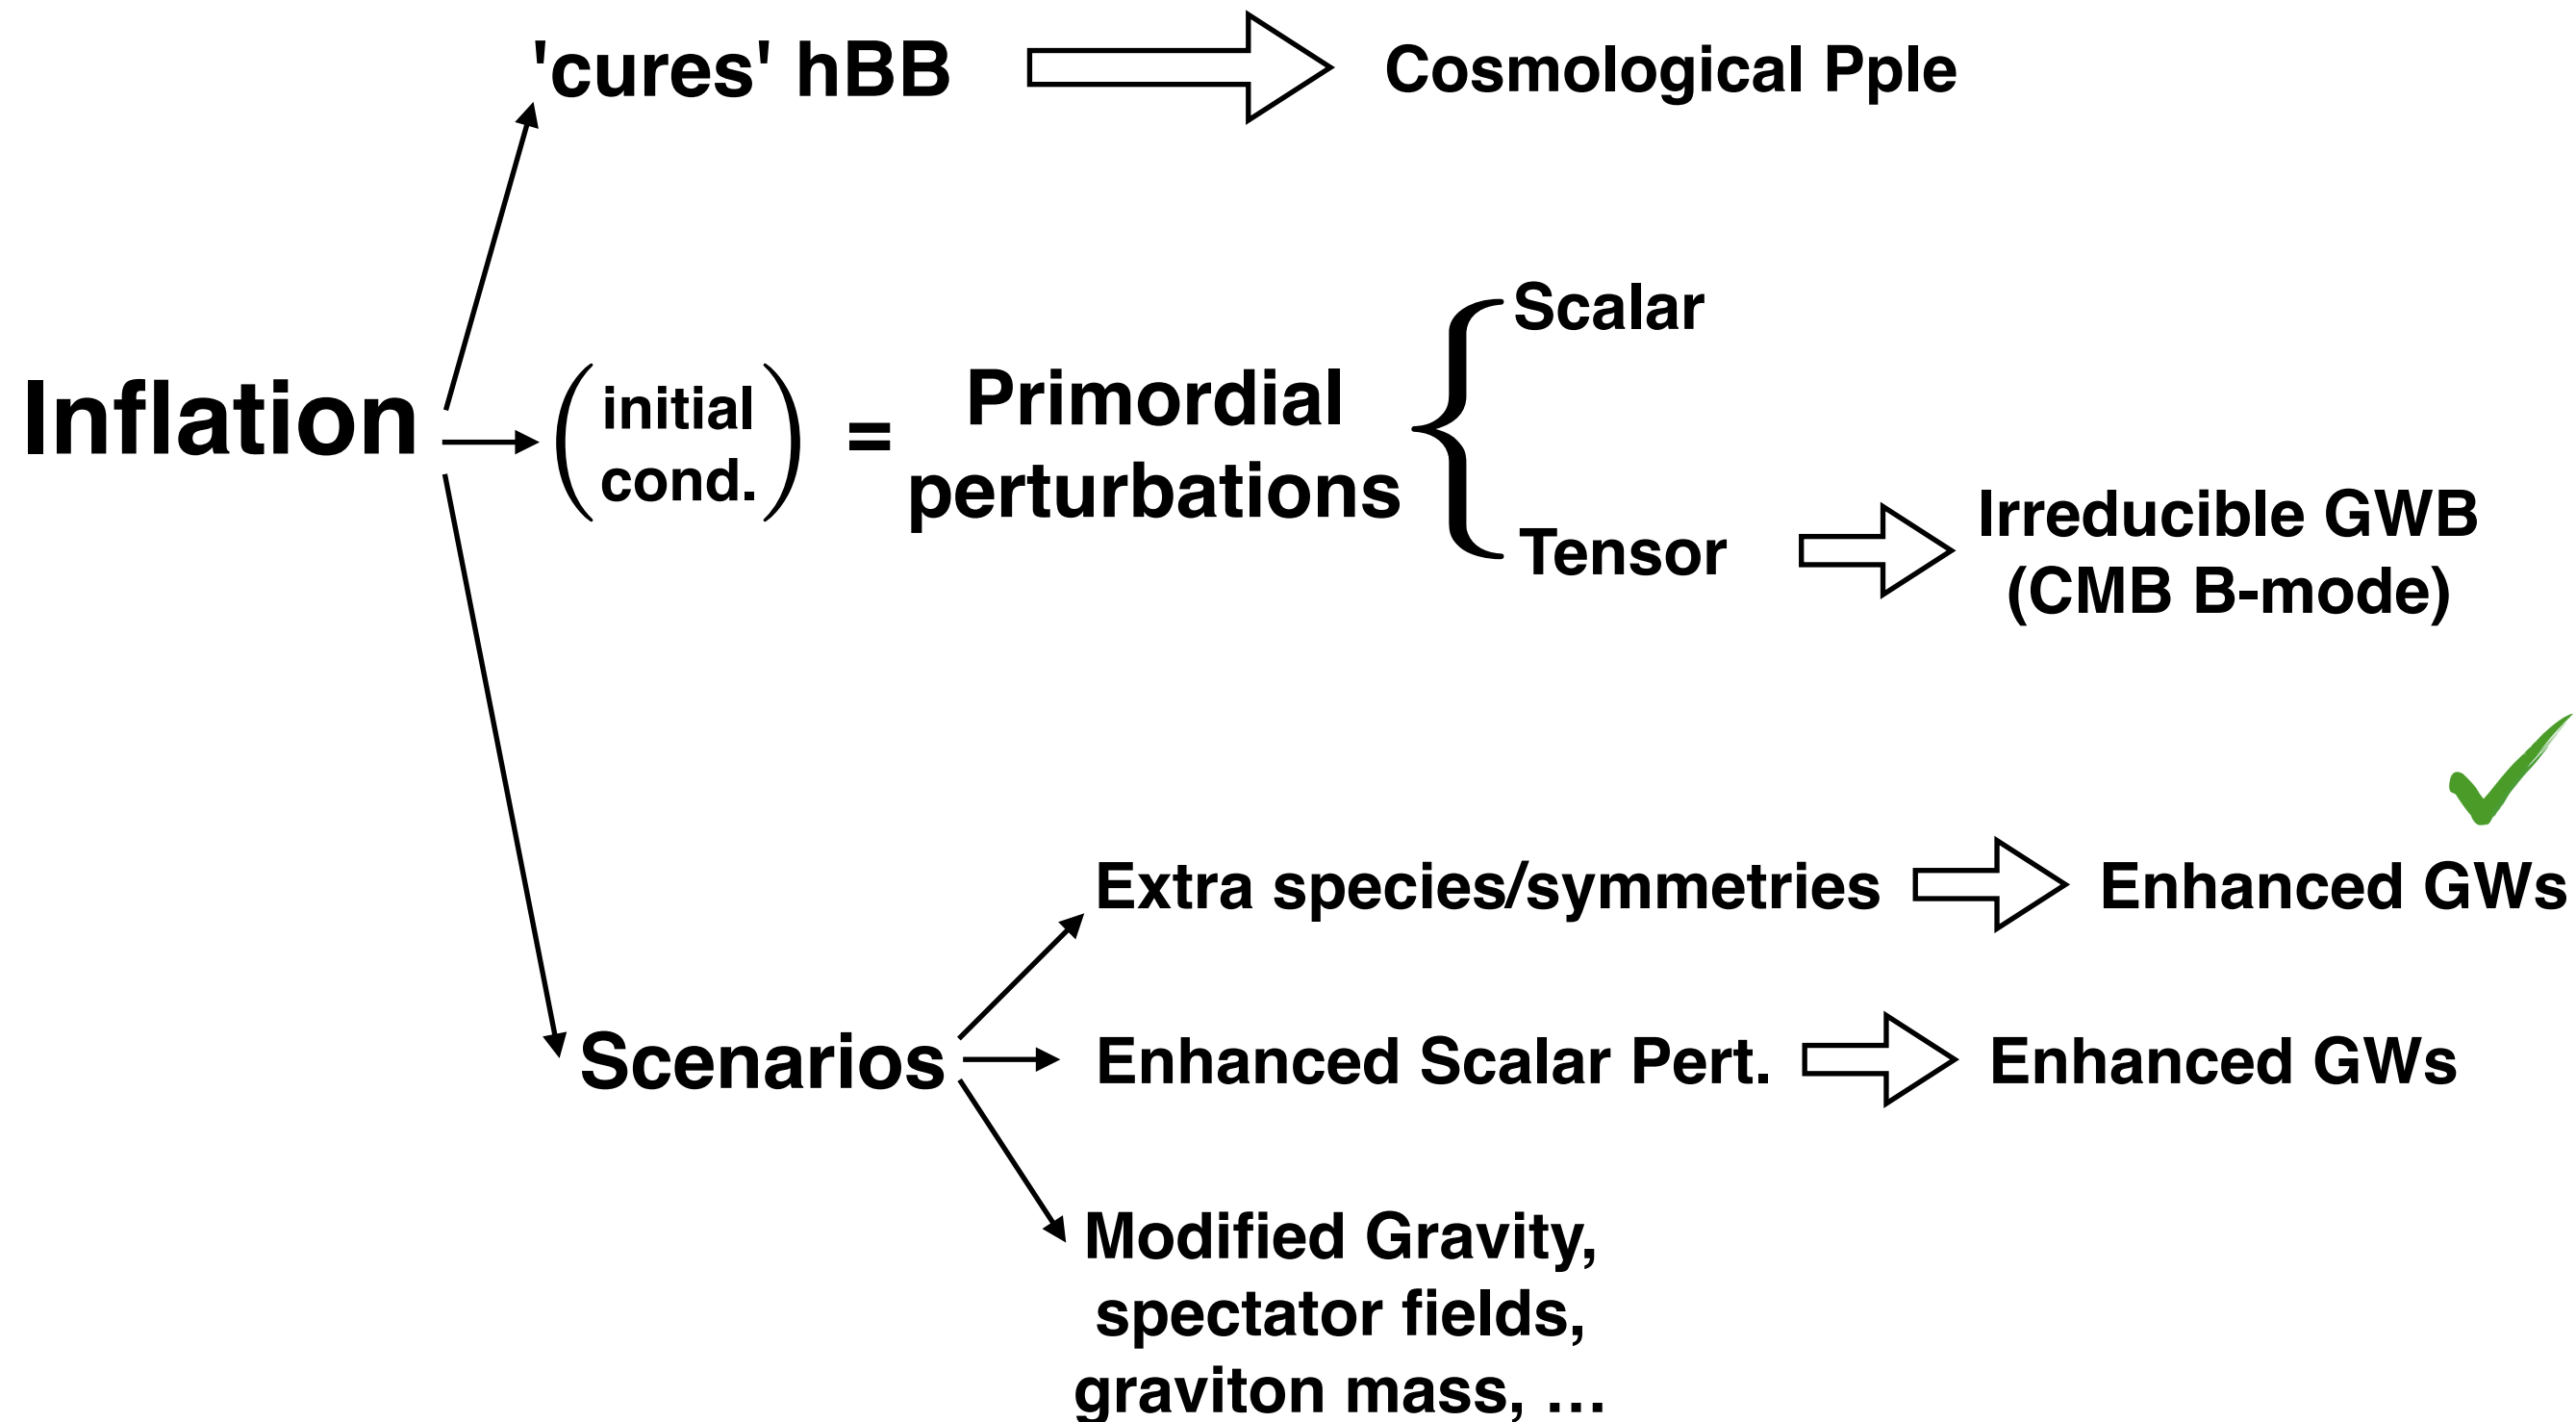 'cures' hBB
Cosmological Pple
Inflation
initial
cond.
=
Primordial
perturbations
Scalar
Tensor
Irreducible GWB
(CMB B-mode)
Scenarios
Extra species/symmetries
Enhanced GWs
Enhanced Scalar Pert.
Enhanced GWs
Modified Gravity,
spectator fields,
graviton mass, ...